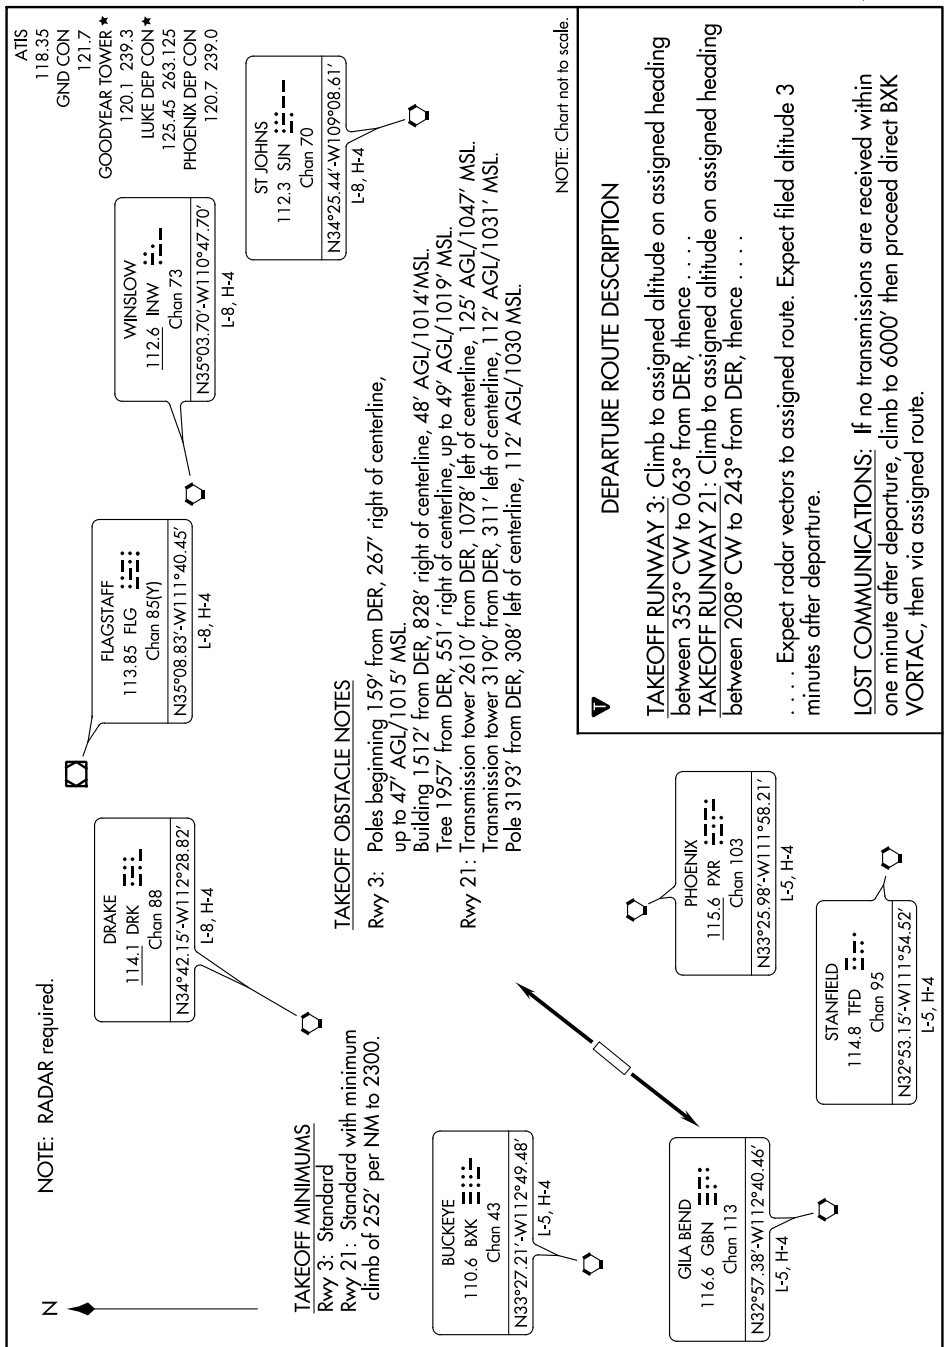 NOTE: RADAR required.
N
ATIS
118.35
GND CON
121.7
GOODYEAR TOWER ★
120.1 239.3
LUKE DEP CON ★
125.45 263.125
PHOENIX DEP CON
120.7 239.0
DRAKE
114.1 DRK
Chan 88
N34°42.15'-W112°28.82'
L-8, H-4
FLAGSTAFF
113.85 FLG
Chan 85(Y)
N35°08.83'-W111°40.45'
L-8, H-4
WINSLOW
112.6 INW
Chan 73
N35°03.70'-W110°47.70'
L-8, H-4
ST JOHNS
112.3 SJN
Chan 70
N34°25.44'-W109°08.61'
L-8, H-4
TAKEOFF MINIMUMS
Rwy 3: Standard
Rwy 21: Standard with minimum
climb of 252' per NM to 2300.
TAKEOFF OBSTACLE NOTES
Rwy 3: Poles beginning 159' from DER, 267' right of centerline,
up to 47' AGL/1015' MSL.
Building 1512' from DER, 828' right of centerline, 48' AGL/1014'MSL.
Tree 1957' from DER, 551' right of centerline, up to 49' AGL/1019' MSL.
Rwy 21: Transmission tower 2610' from DER, 1078' left of centerline, 125' AGL/1047' MSL.
Transmission tower 3190' from DER, 311' left of centerline, 112' AGL/1031' MSL.
Pole 3193' from DER, 308' left of centerline, 112' AGL/1030 MSL.
BUCKEYE
110.6 BXK
Chan 43
N33°27.21'-W112°49.48'
L-5, H-4
GILA BEND
116.6 GBN
Chan 113
N32°57.38'-W112°40.46'
L-5, H-4
PHOENIX
115.6 PXR
Chan 103
N33°25.98'-W111°58.21'
L-5, H-4
STANFIELD
114.8 TFD
Chan 95
N32°53.15'-W111°54.52'
L-5, H-4
NOTE: Chart not to scale.
T
DEPARTURE ROUTE DESCRIPTION
TAKEOFF RUNWAY 3: Climb to assigned altitude on assigned heading
between 353° CW to 063° from DER, thence . . . .
TAKEOFF RUNWAY 21: Climb to assigned altitude on assigned heading
between 208° CW to 243° from DER, thence . . . .
. . . . Expect radar vectors to assigned route. Expect filed altitude 3
minutes after departure.
LOST COMMUNICATIONS: If no transmissions are received within
one minute after departure, climb to 6000' then proceed direct BXK
VORTAC, then via assigned route.